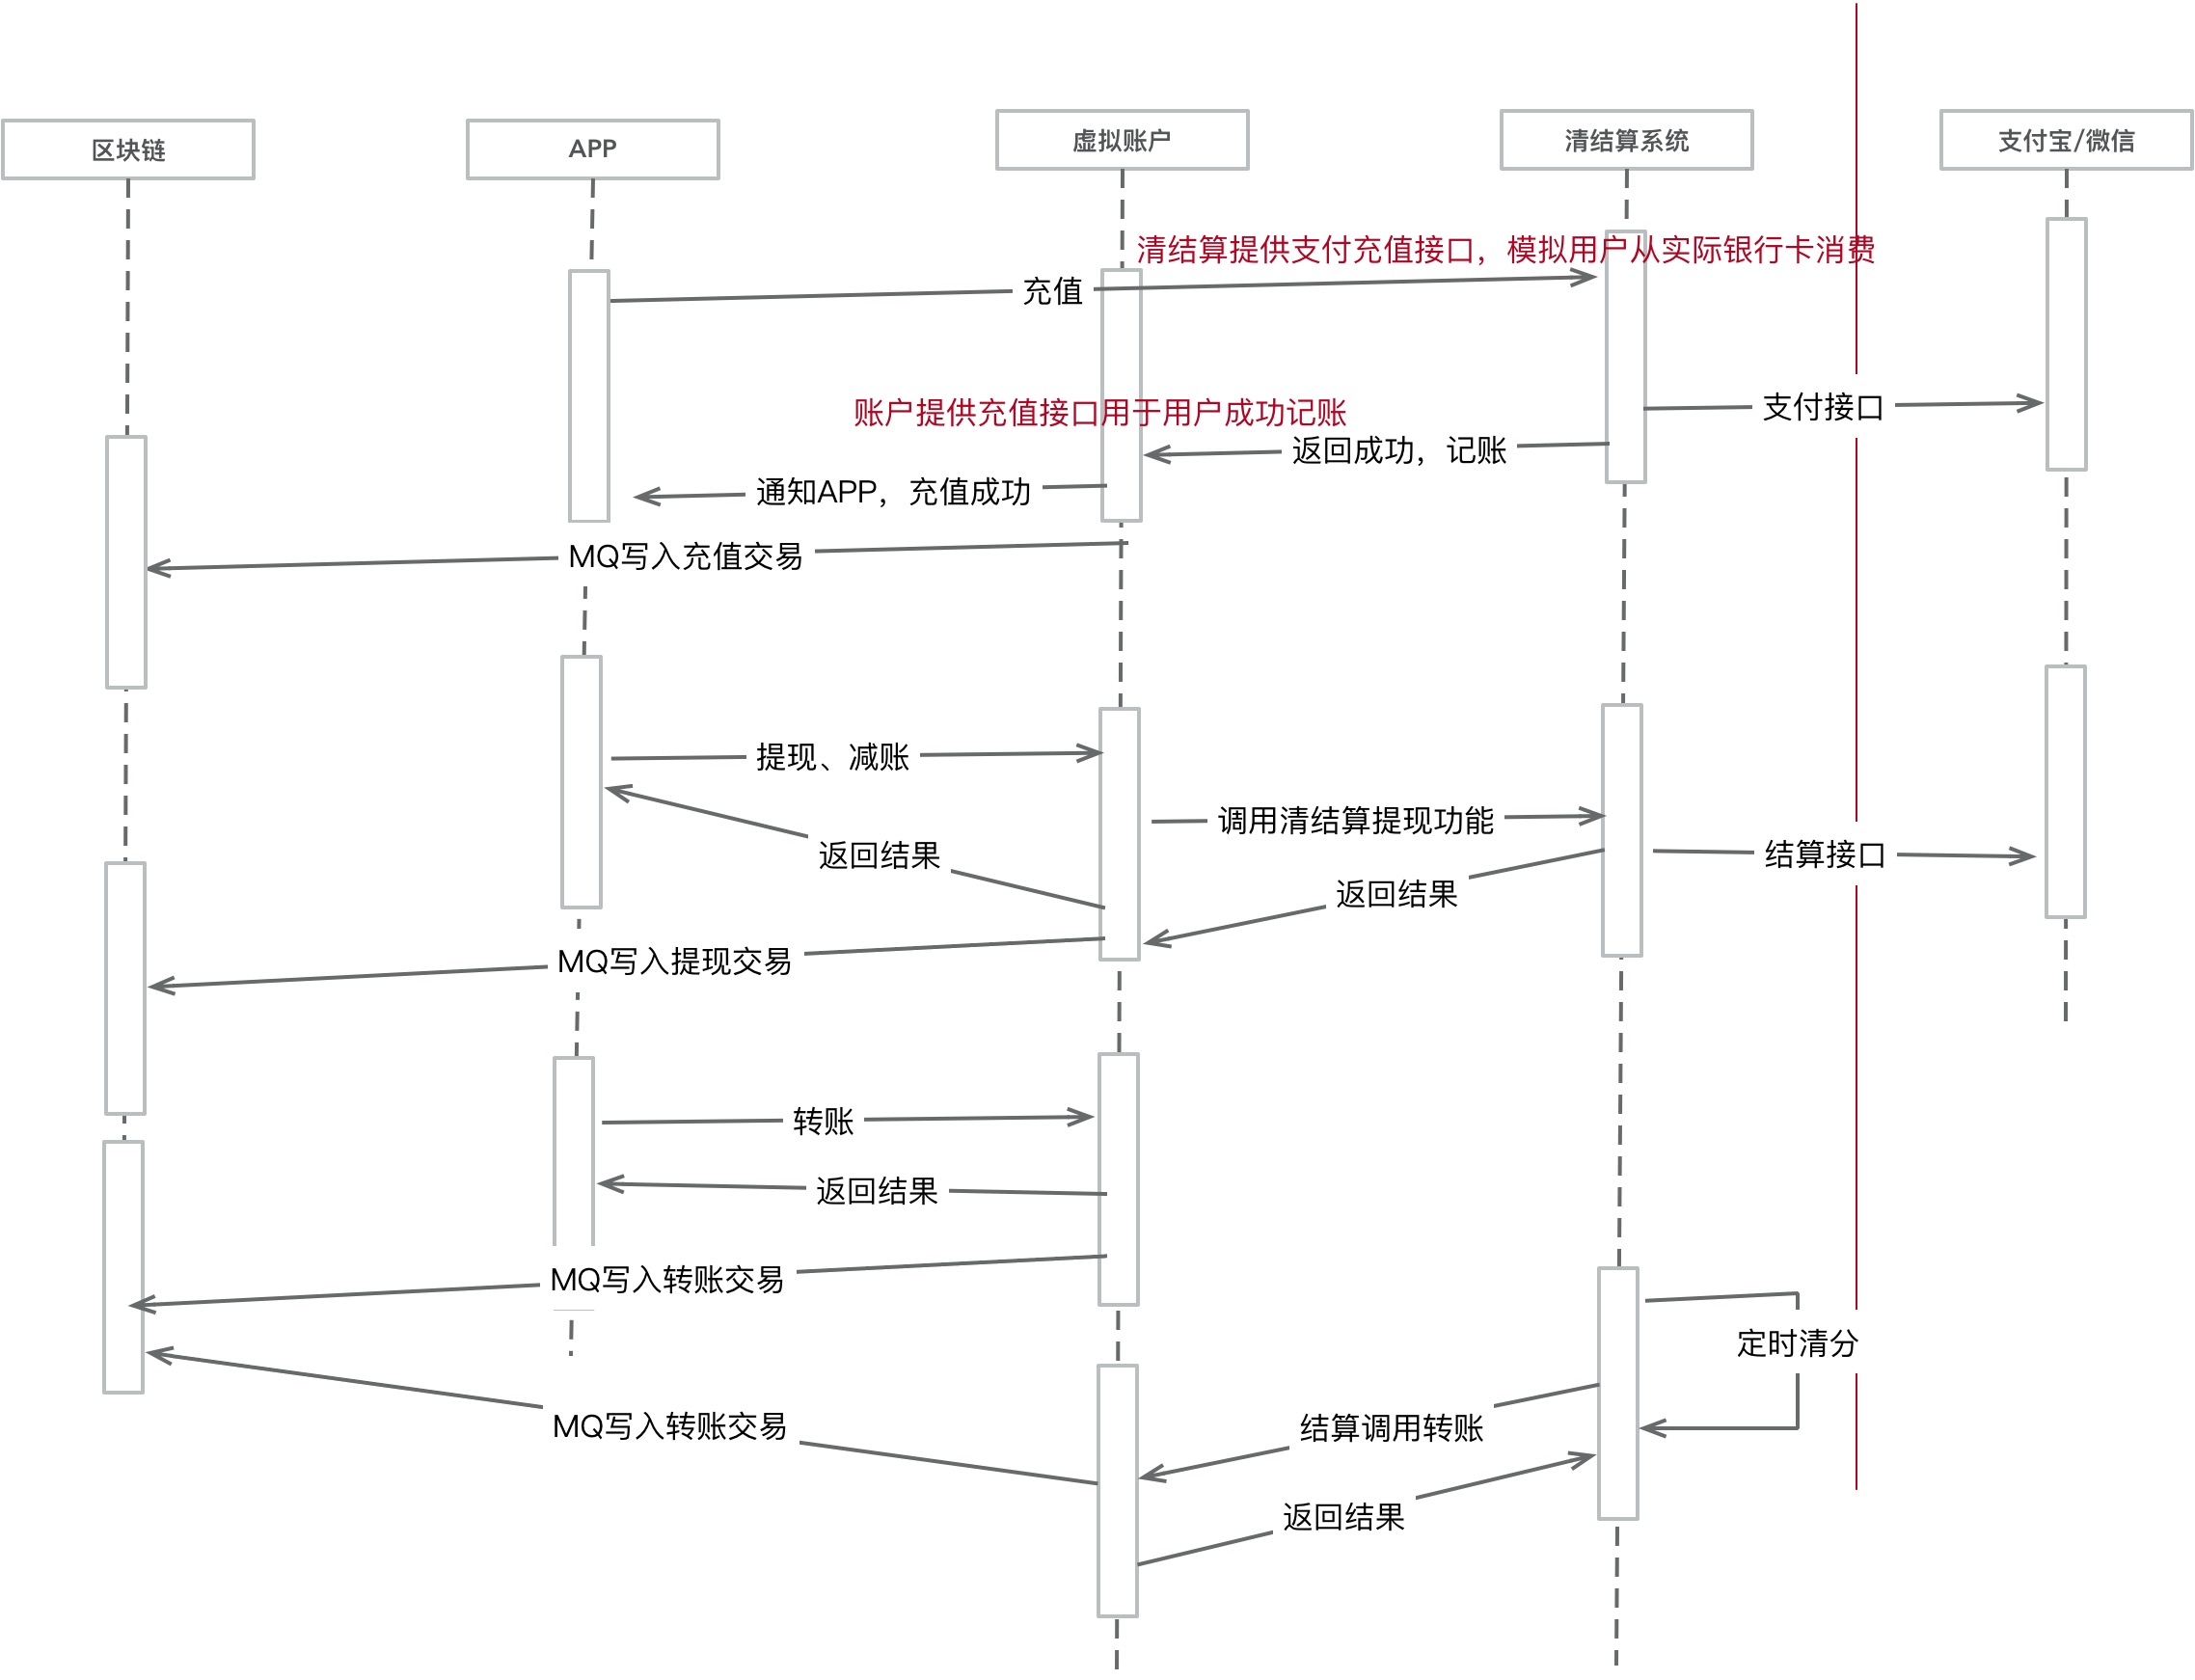 区块链
APP
虚拟账户
清结算系统
支付宝/微信
清结算提供支付充值接口，模拟用户从实际银行卡消费
充值
支付接口
账户提供充值接口用于用户成功记账
返回成功，记账
通知APP，充值成功
MQ写入充值交易
提现、减账
调用清结算提现功能
返回结果
结算接口
返回结果
MQ写入提现交易
转账
返回结果
MQ写入转账交易
定时清分
MQ写入转账交易
结算调用转账
返回结果